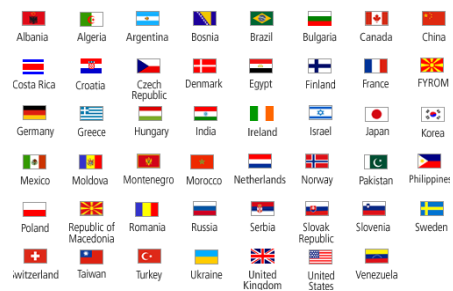 Albania Algeria Argentina Bosnia Brazil Bulgaria Canada China
Costa Rica Croatia Czech Republic Denmark Egypt Finland France FYROM
Germany Greece Hungary India Ireland Israel Japan Korea
Mexico Moldova Montenegro Morocco Netherlands Norway Pakistan Philippines
Poland Republic of Macedonia Romania Russia Serbia Slovak Republic Slovenia Sweden
Switzerland Taiwan Turkey Ukraine United Kingdom United States Venezuela